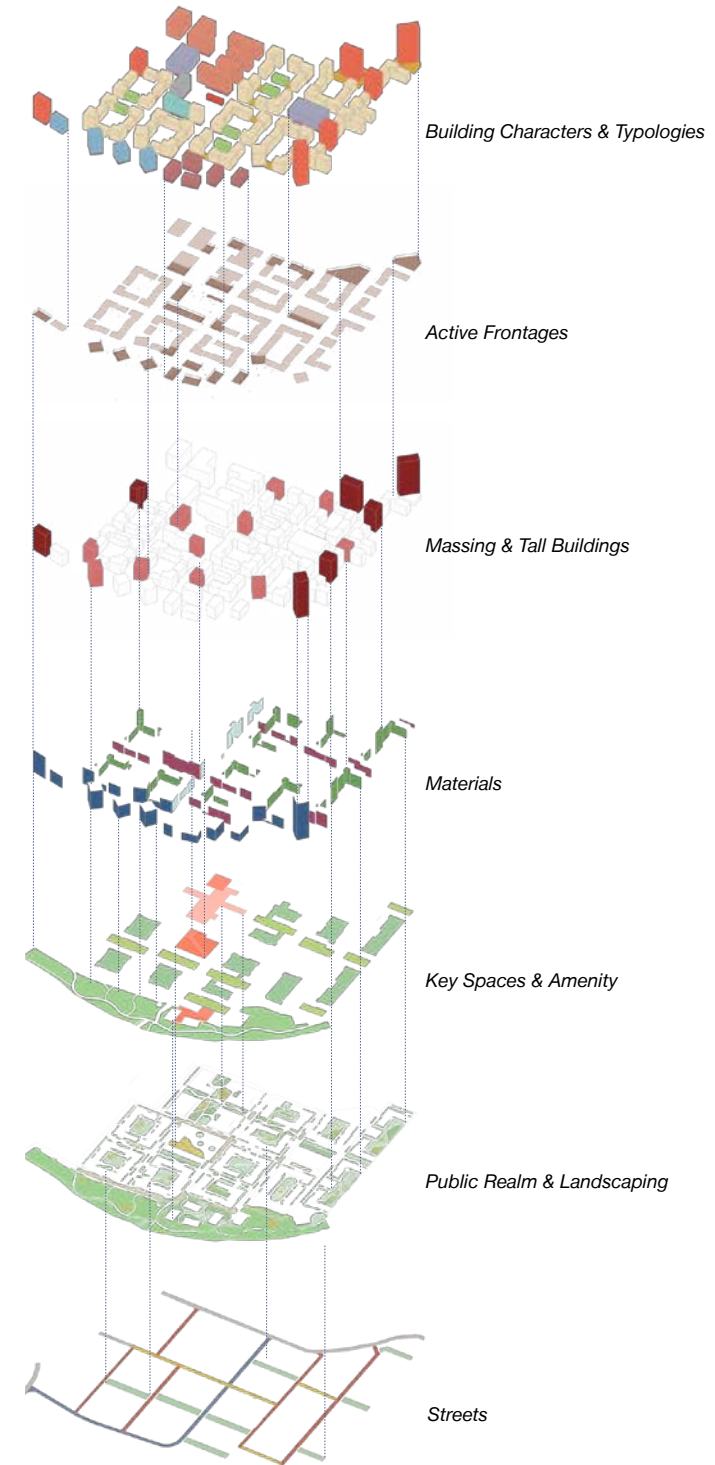 Building Characters & Typologies
Active Frontages
Massing & Tall Buildings
Materials
Key Spaces & Amenity
Public Realm & Landscaping
Streets